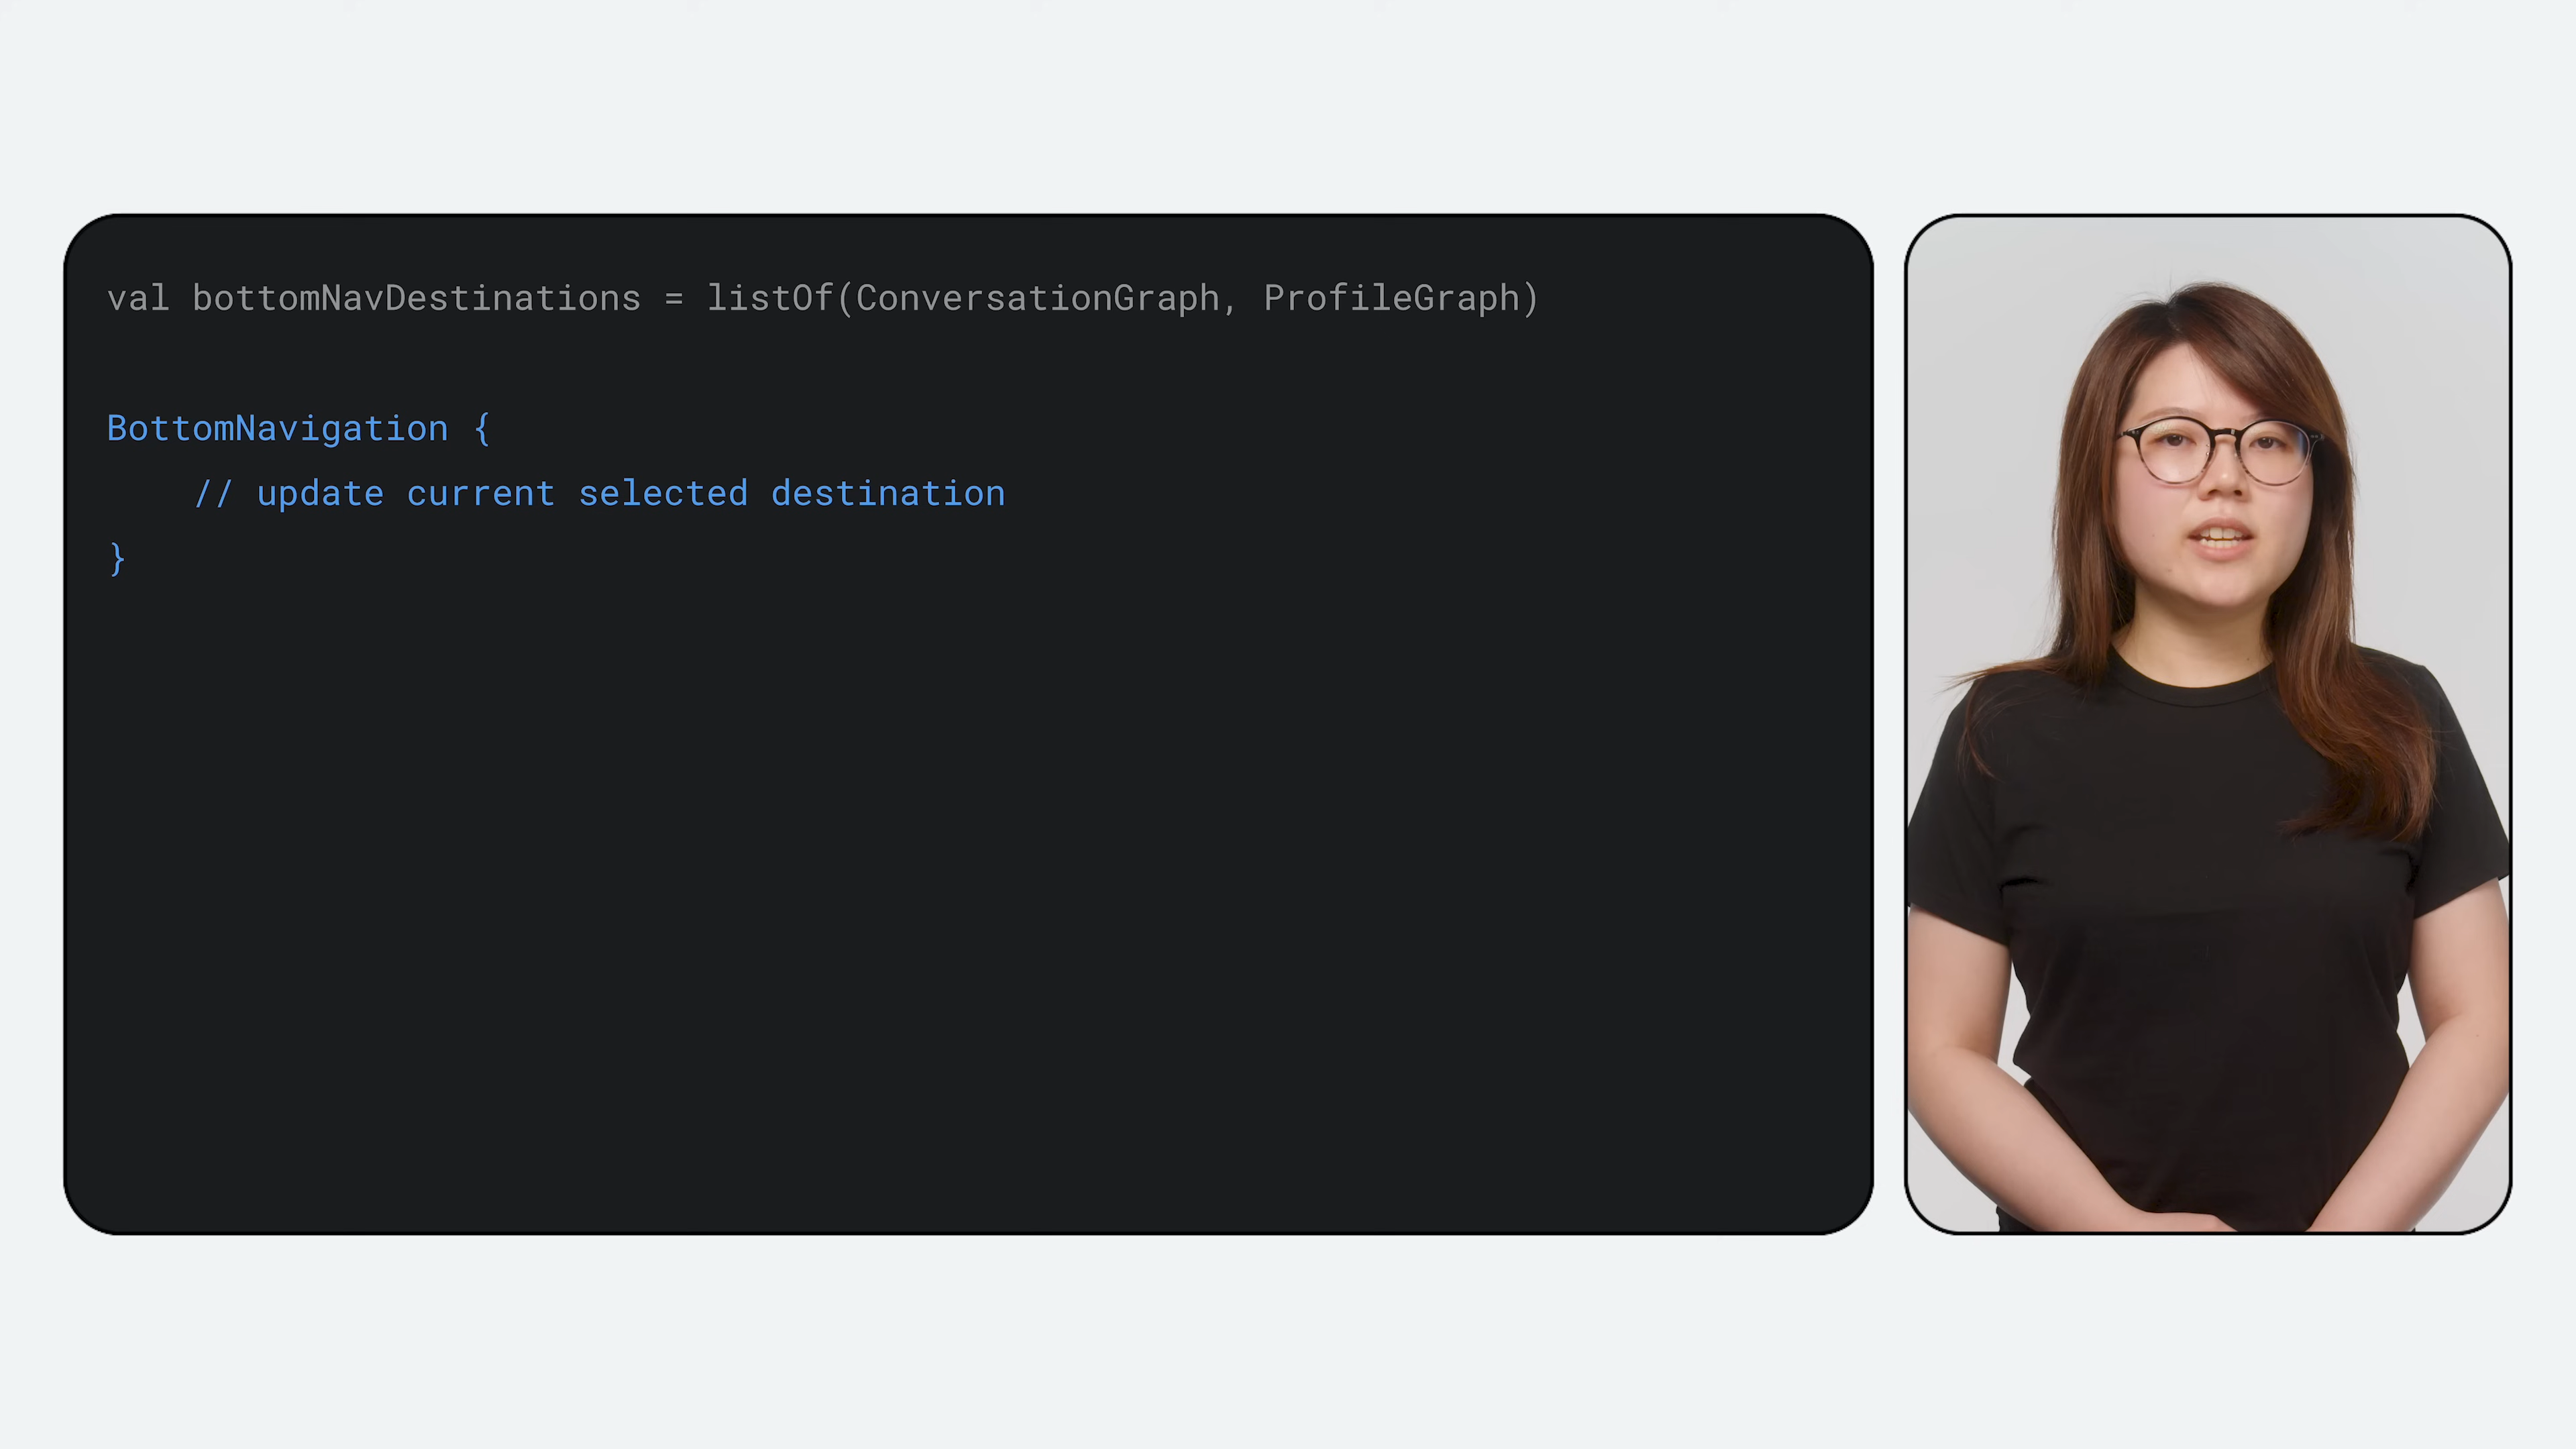 val bottomNavDestinations = listOf(ConversationGraph, ProfileGraph)
BottomNavigation {
    // update current selected destination
}